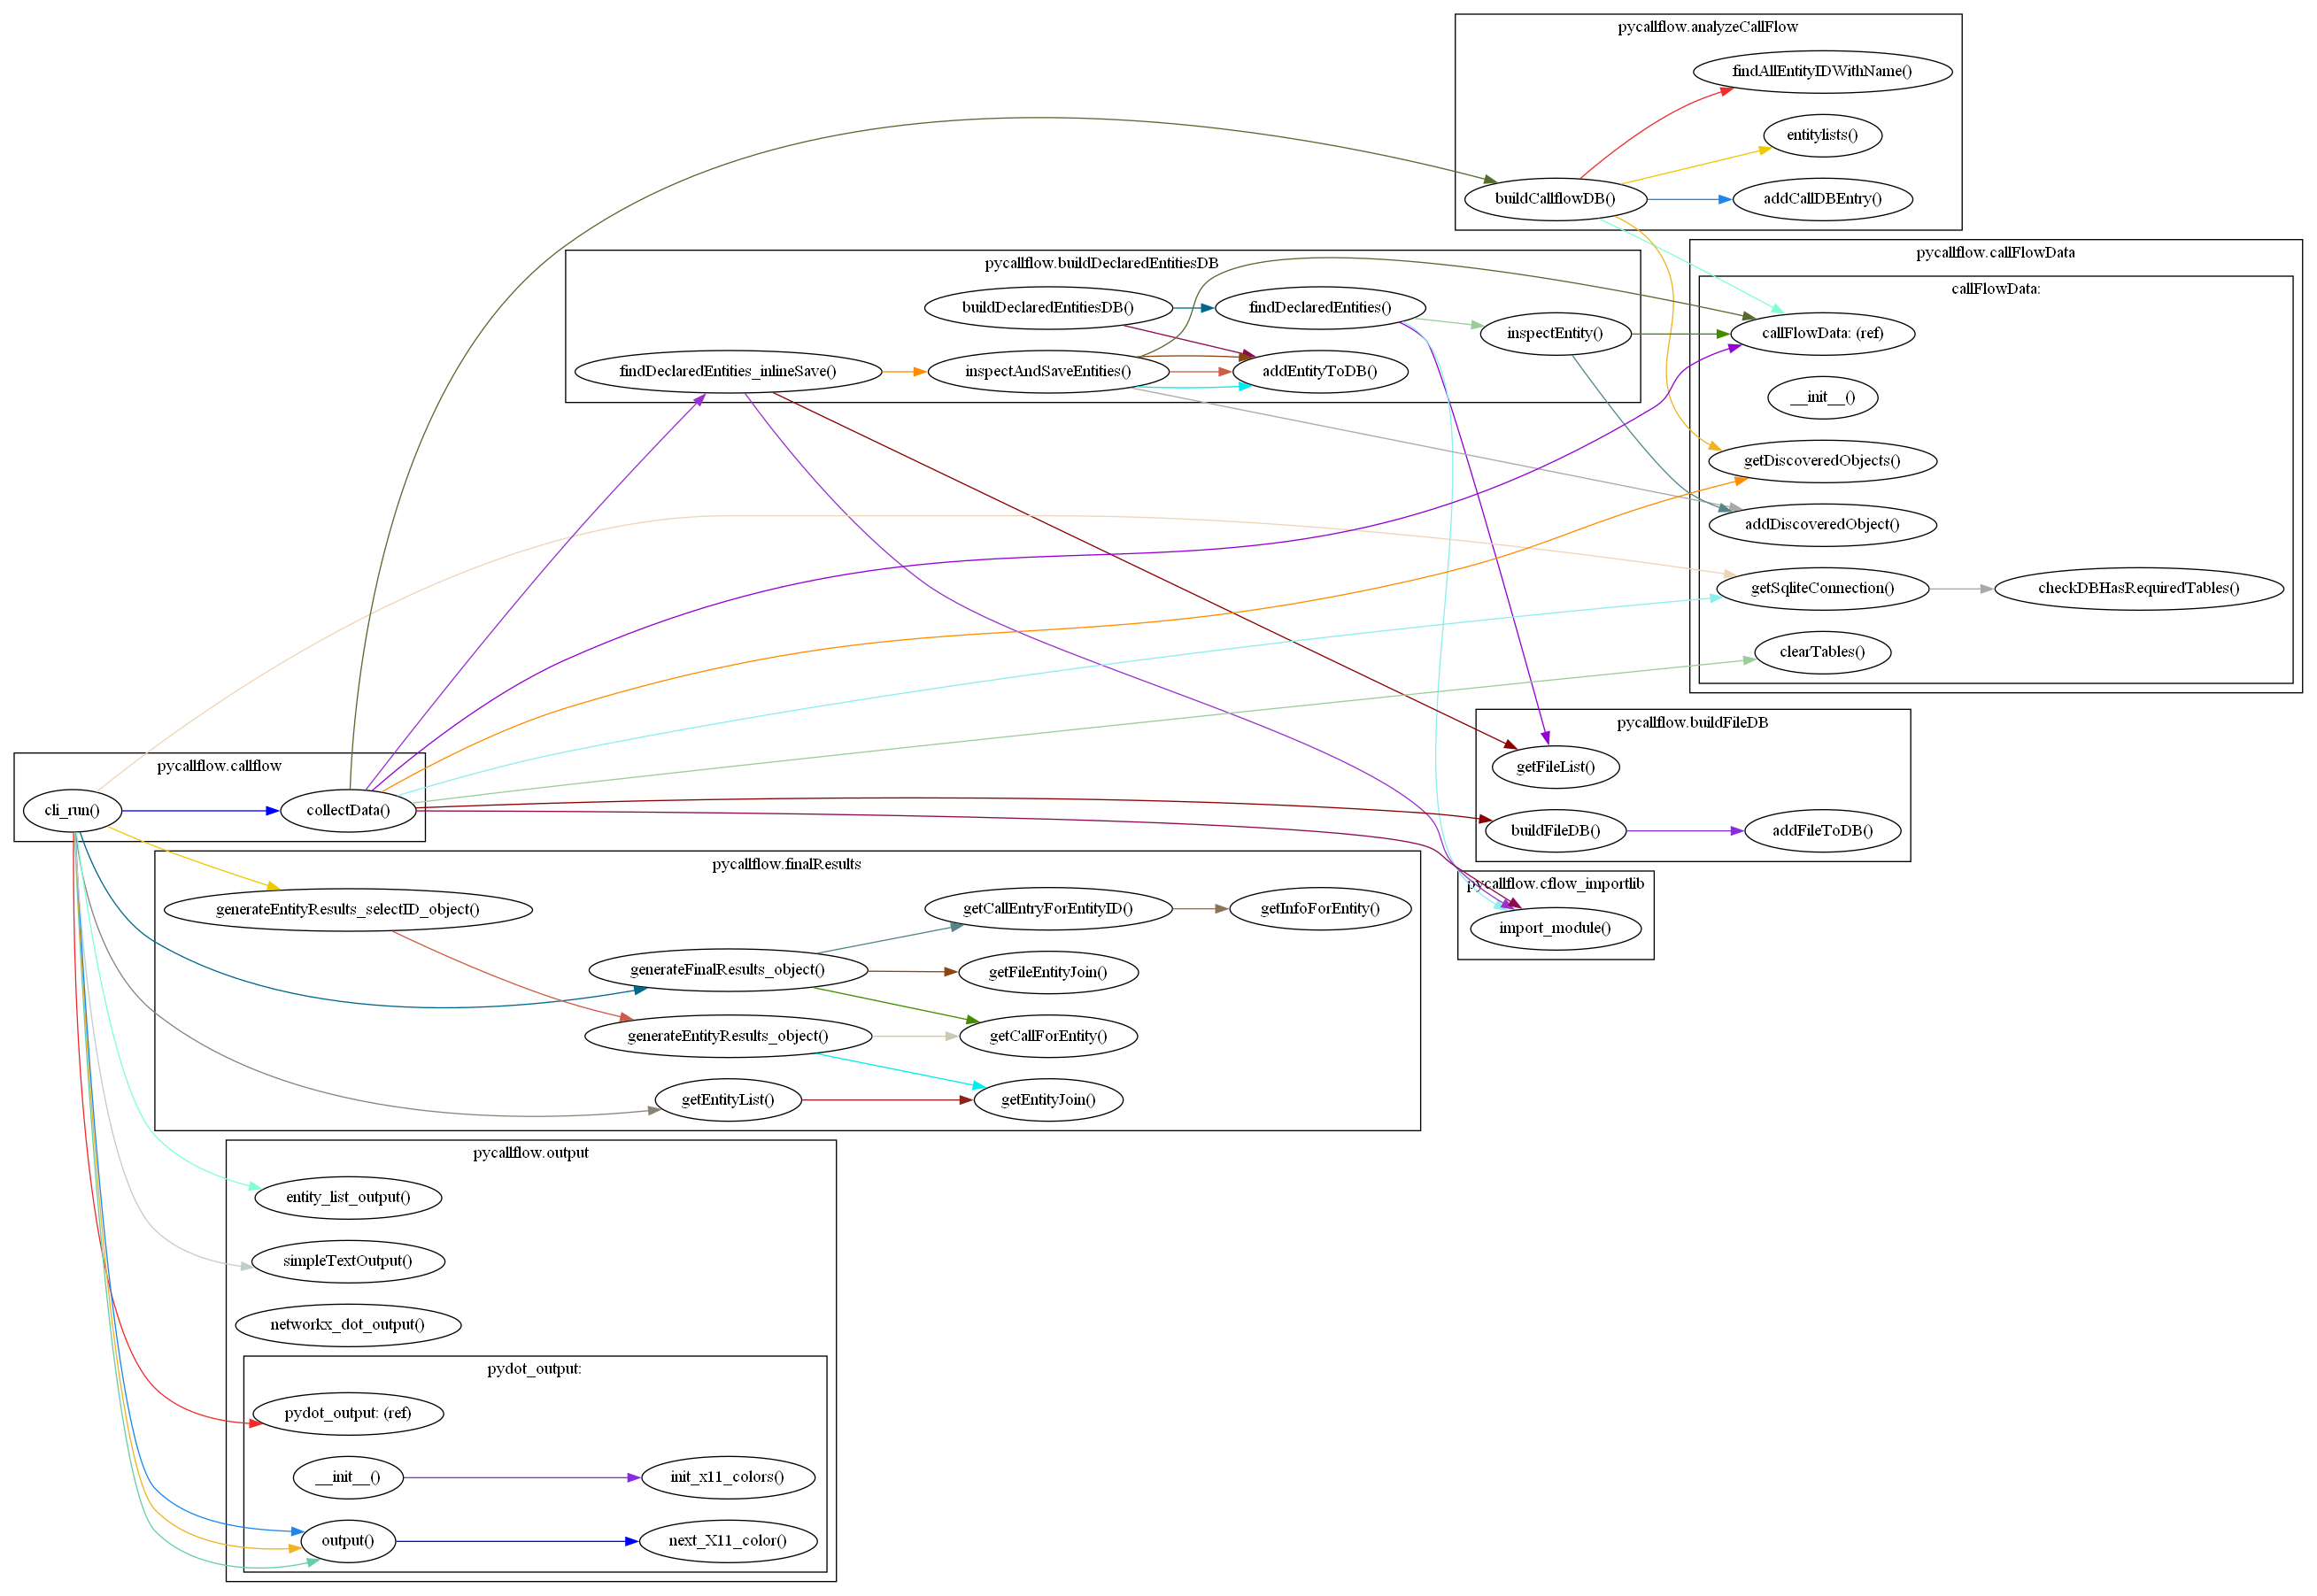 pycallflow.analyzeCallFlow
findAllEntityIDWithName()
entitylists()
buildCallflowDB()
addCallDBEntry()
pycallflow.buildDeclaredEntitiesDB
buildDeclaredEntitiesDB()
findDeclaredEntities()
inspectEntity()
findDeclaredEntities_inlineSave()
inspectAndSaveEntities()
addEntityToDB()
pycallflow.callFlowData
callFlowData:
callFlowData: (ref)
__init__()
getDiscoveredObjects()
addDiscoveredObject()
getSqliteConnection()
checkDBHasRequiredTables()
clearTables()
pycallflow.buildFileDB
getFileList()
buildFileDB()
addFileToDB()
pycallflow.callflow
cli_run()
collectData()
pycallflow.cflow_importlib
import_module()
pycallflow.finalResults
generateEntityResults_selectID_object()
getCallEntryForEntityID()
getInfoForEntity()
generateFinalResults_object()
getFileEntityJoin()
generateEntityResults_object()
getCallForEntity()
getEntityList()
getEntityJoin()
pycallflow.output
entity_list_output()
simpleTextOutput()
networkx_dot_output()
pydot_output:
pydot_output: (ref)
__init__()
init_x11_colors()
output()
next_X11_color()